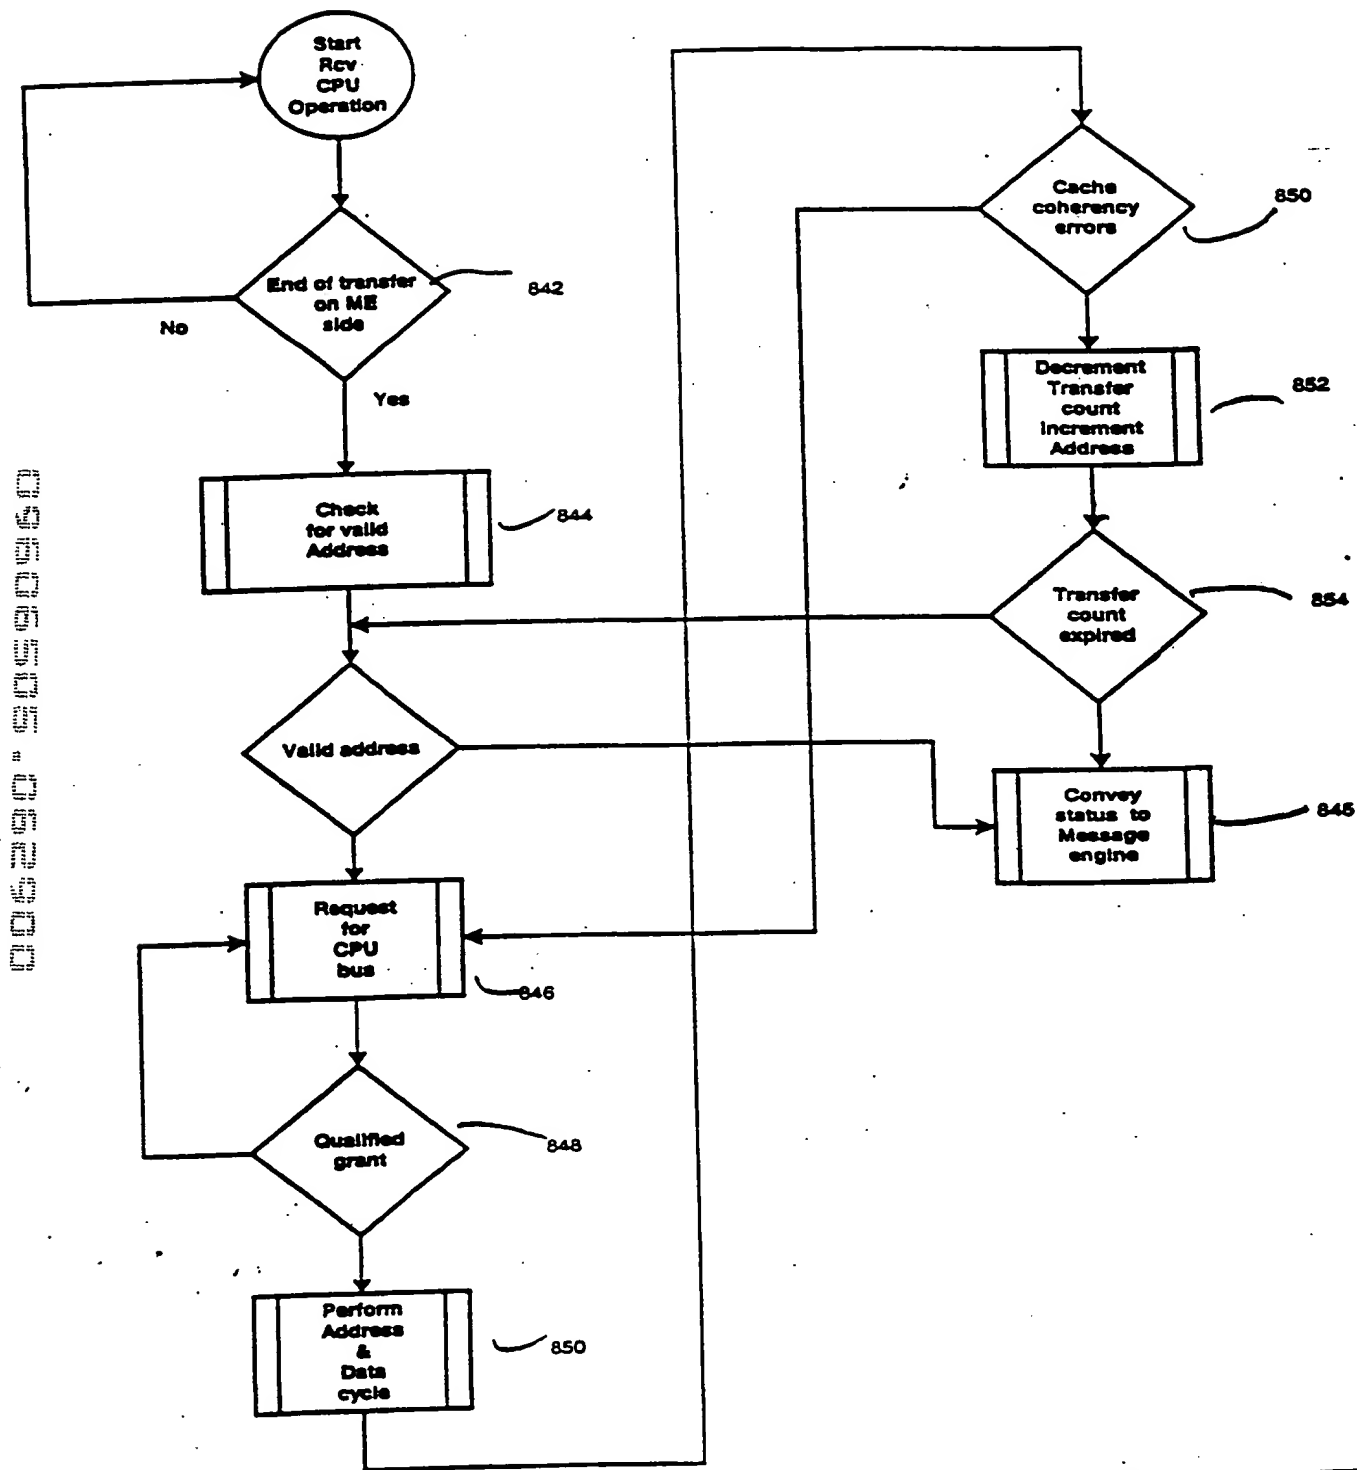 Start
Rcv
CPU
Operation
End of transfer
on ME
side
842
No
Yes
Check
for valid
Address
844
Valid address
Request
for
CPU
bus
846
Qualified
grant
848
Perform
Address
&
Data
cycle
850
Cache
coherency
errors
850
Decrement
Transfer
count
Increment
Address
852
Transfer
count
expired
854
Convey
status to
Message
engine
845